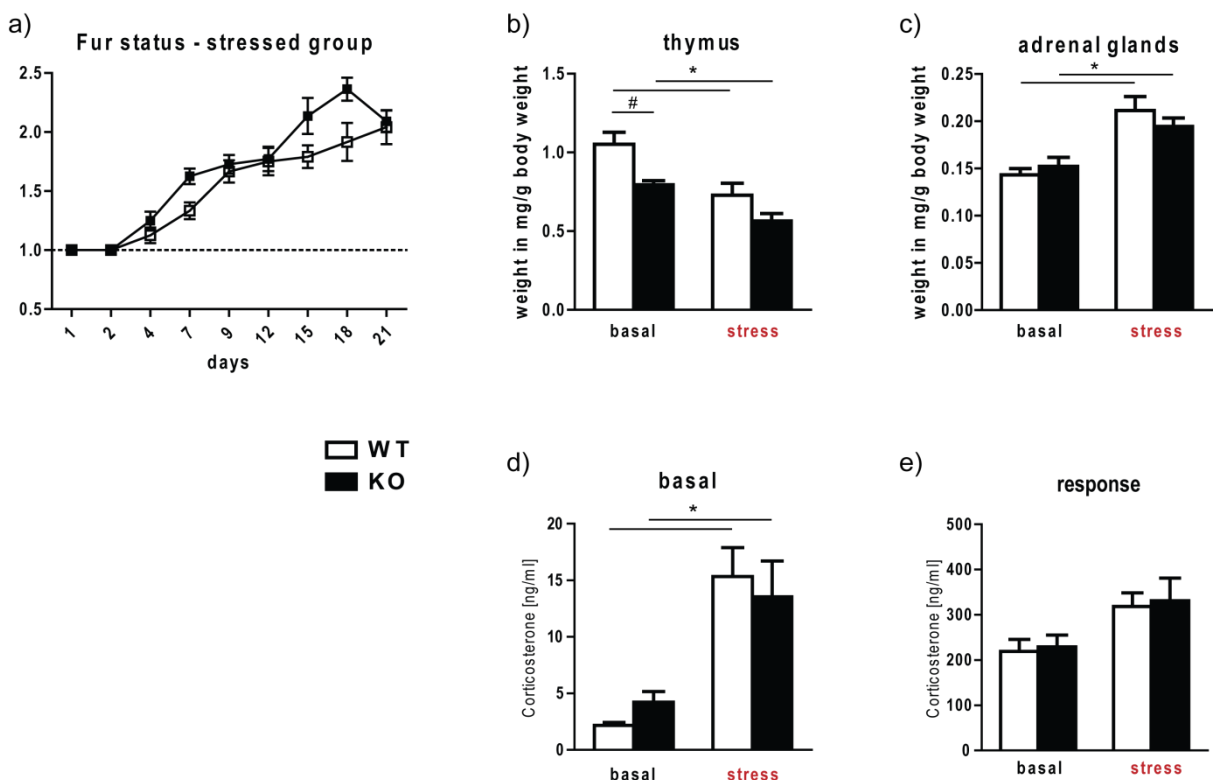 a)
Fur status - stressed group
2.5
2.0
1.5
1.0
0.5
1 2 4 7 9 12 15 18 21
days
b)
thymus
weight in mg/g body weight
1.5
1.0
0.5
0.0
*
#
basal stress
c)
adrenal glands
weight in mg/g body weight
0.25
0.20
0.15
0.10
0.05
0.00
*
basal stress
WT
KO
d)
basal
Corticosterone [ng/ml]
20
15
10
5
0
*
basal stress
e)
response
Corticosterone [ng/ml]
500
400
300
200
100
0
basal stress